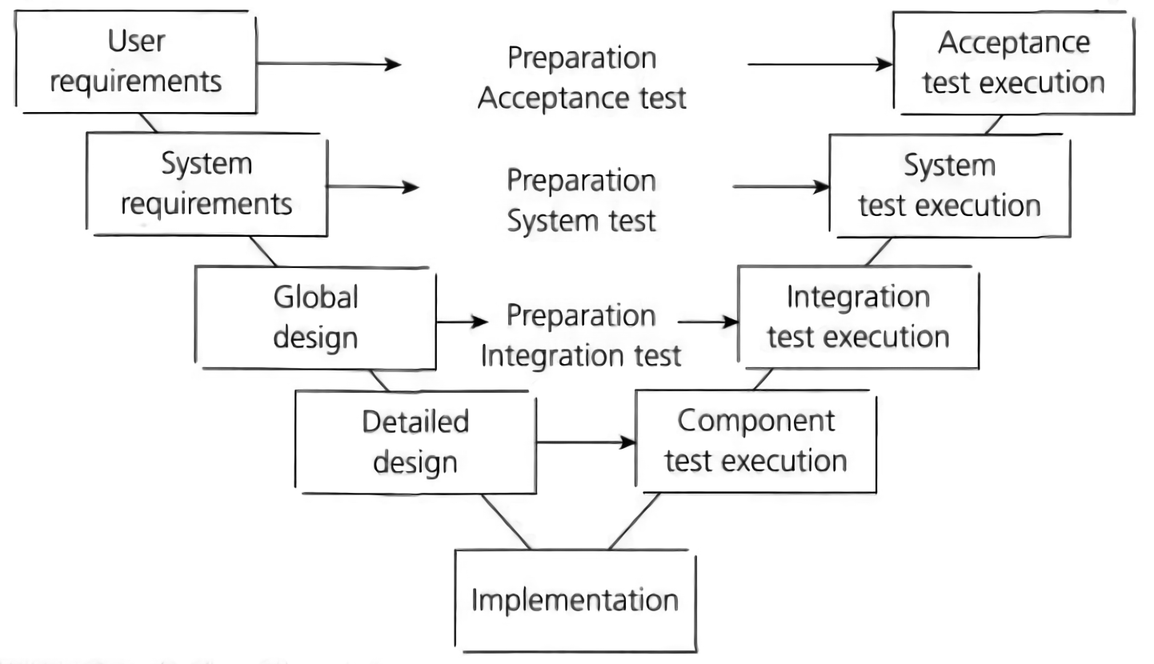 User
requirements
Preparation
Acceptance test
Acceptance
test execution
System
requirements
Preparation
System test
System
test execution
Global
design
Preparation
Integration test
Integration
test execution
Detailed
design
Component
test execution
Implementation